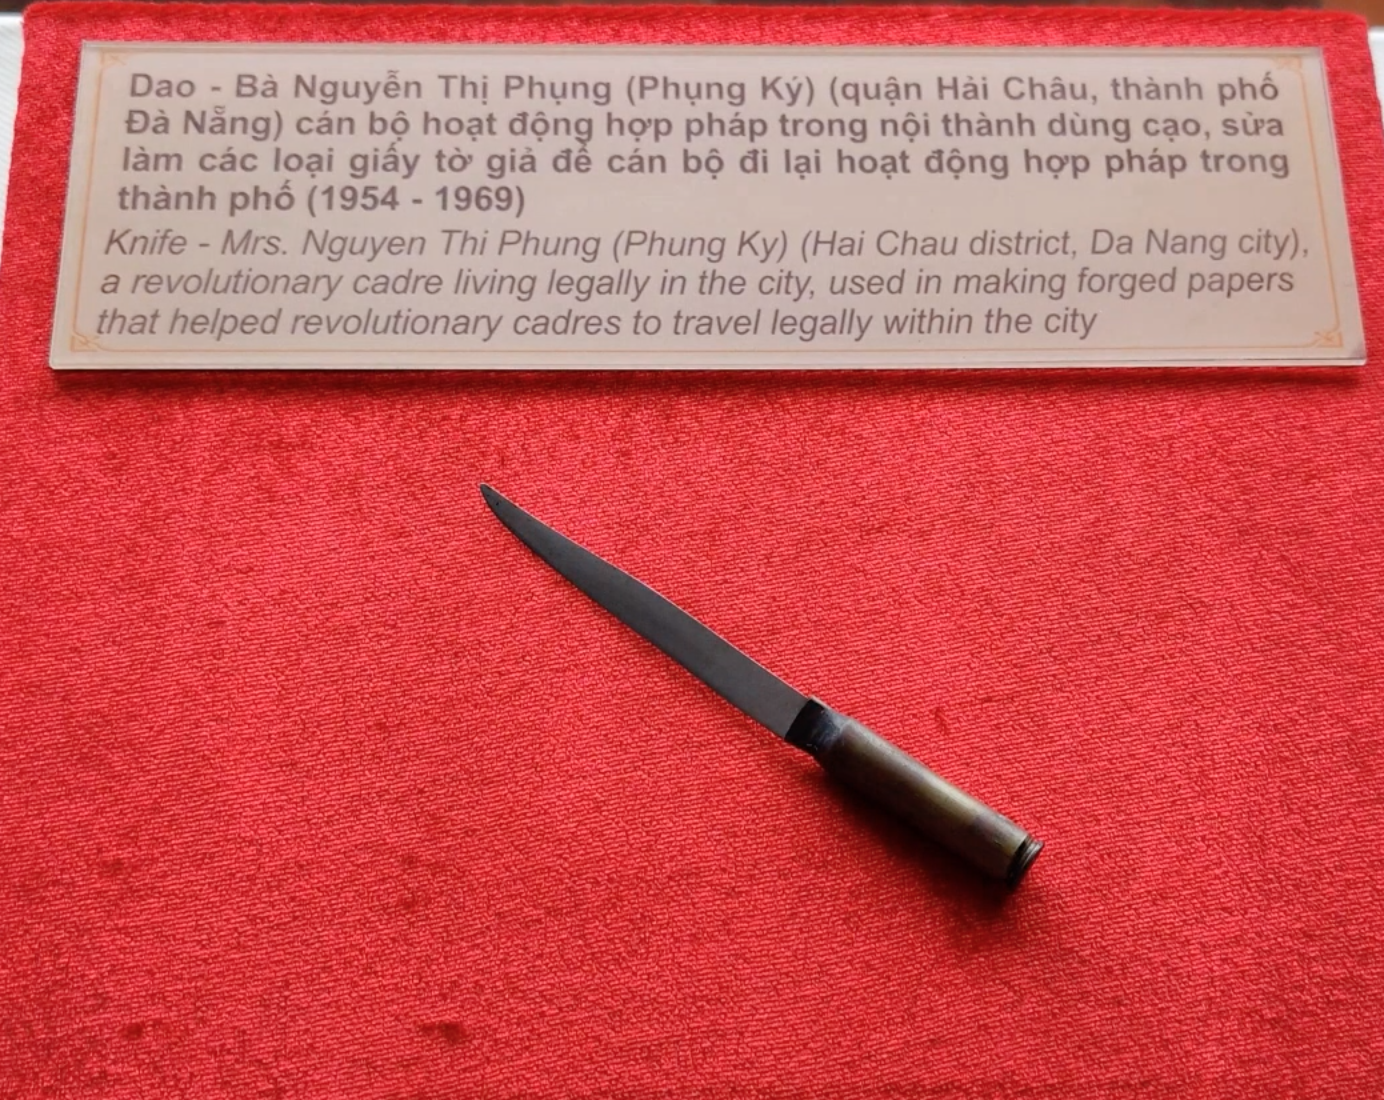 Dao - Bà Nguyễn Thị Phụng (Phụng Ký) (quận Hải Châu, thành phố
Đà Nẵng) cán bộ hoạt động hợp pháp trong nội thành dùng cạo, sửa
làm các loại giấy tờ giả để cán bộ đi lại hoạt động hợp pháp trong
thành phố (1954 - 1969)
Knife - Mrs. Nguyen Thi Phung (Phung Ky) (Hai Chau district, Da Nang city),
a revolutionary cadre living legally in the city, used in making forged papers
that helped revolutionary cadres to travel legally within the city